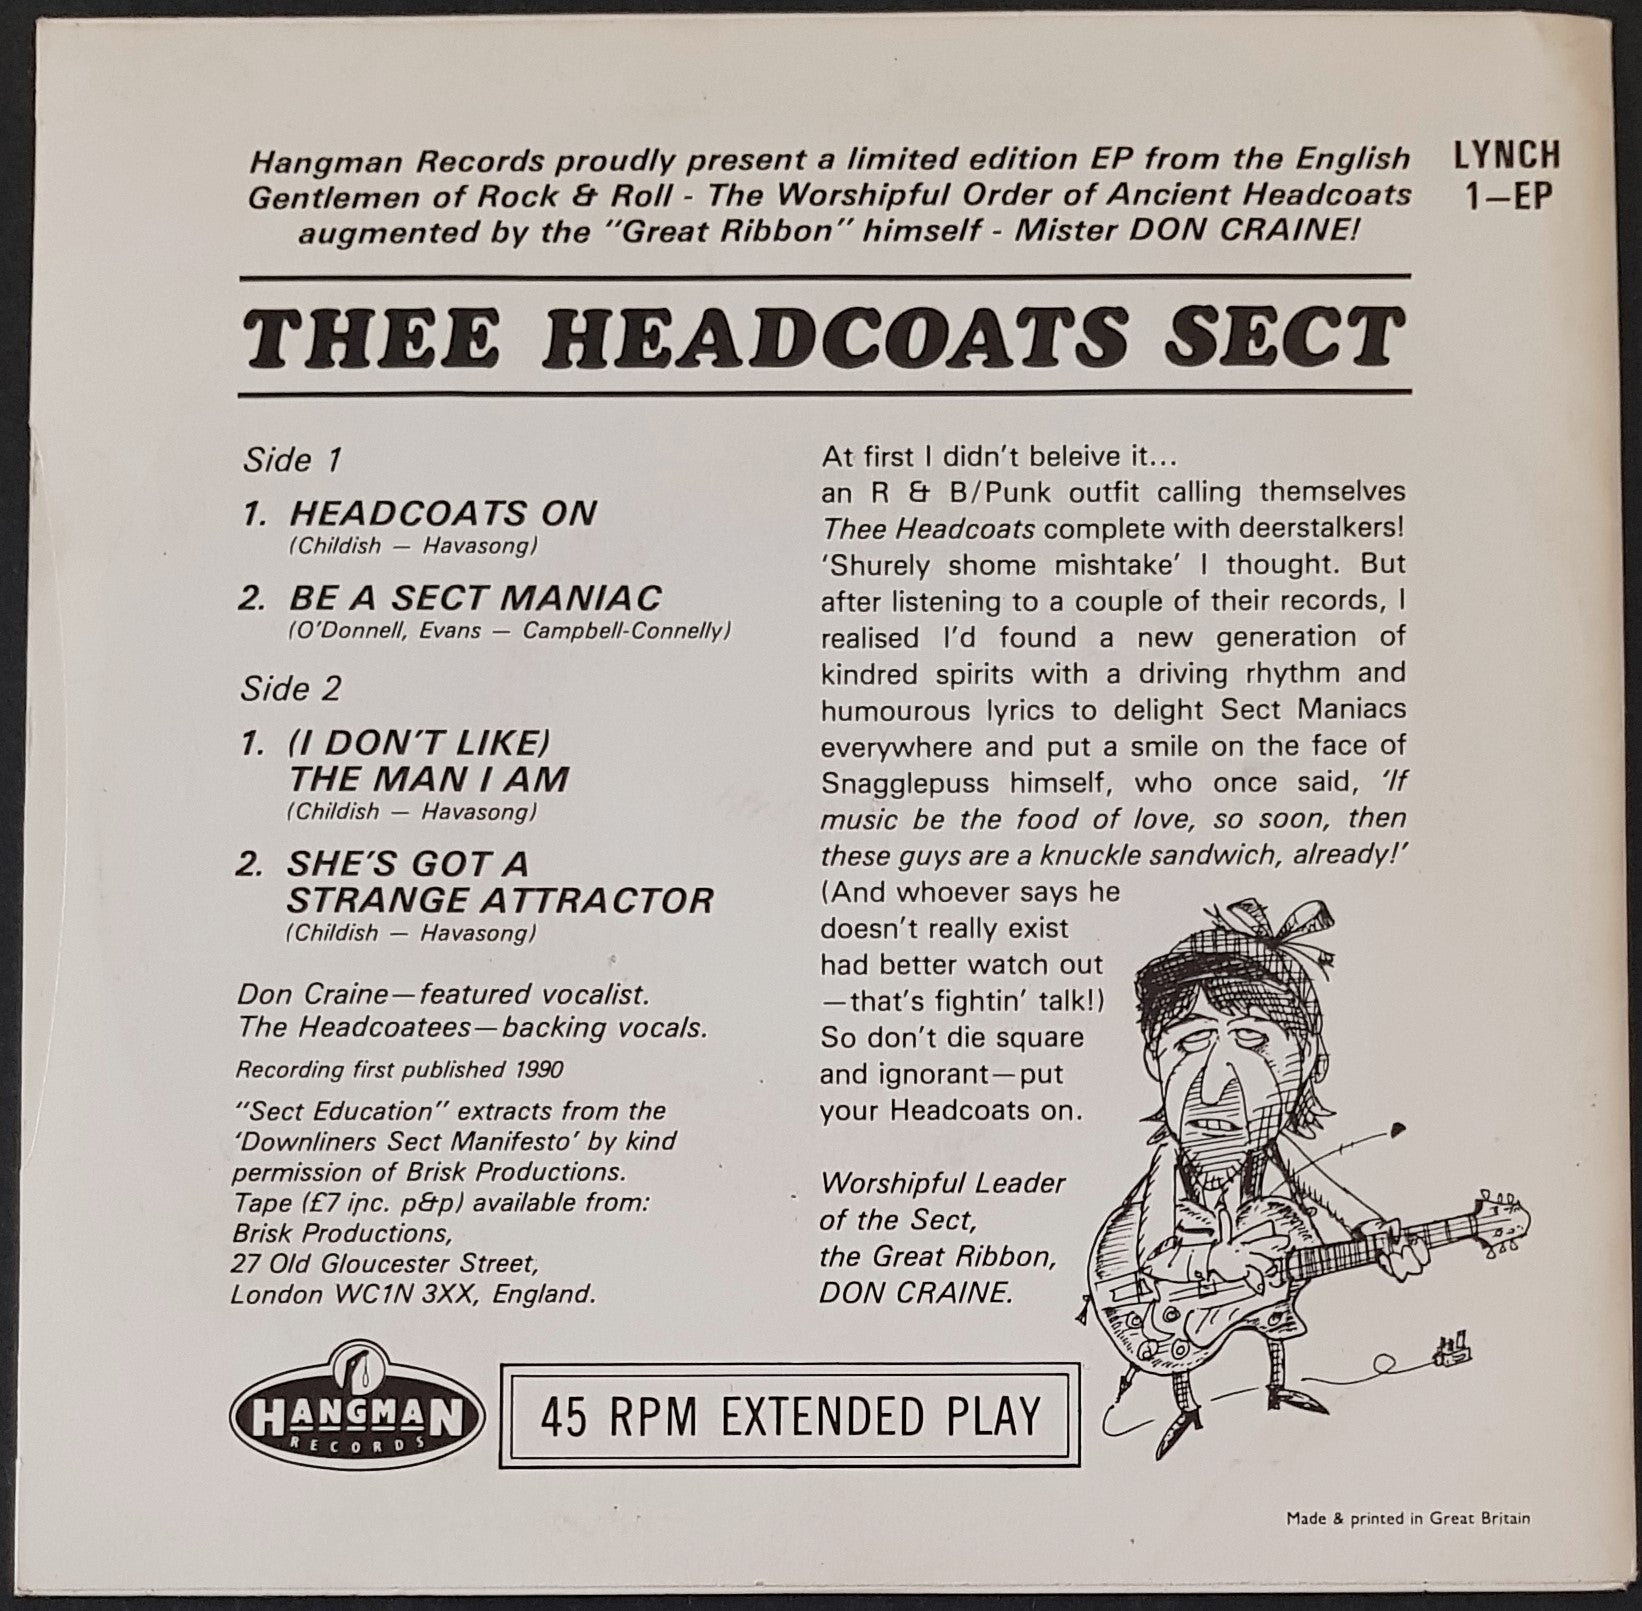 Hangman Records proudly present a limited edition EP from the English
Gentlemen of Rock & Roll - The Worshipful Order of Ancient Headcoats
augmented by the "Great Ribbon" himself - Mister DON CRAINE!
LYNCH
1—EP
THEE HEADCOATS SECT
Side 1
1. HEADCOATS ON
(Childish — Havasong)
2. BE A SECT MANIAC
(O'Donnell, Evans — Campbell-Connelly)
Side 2
1. (I DON'T LIKE)
THE MAN I AM
(Childish — Havasong)
2. SHE'S GOT A
STRANGE ATTRACTOR
(Childish — Havasong)
Don Craine—featured vocalist.
The Headcoatees—backing vocals.
Recording first published 1990
"Sect Education" extracts from the
'Downliners Sect Manifesto' by kind
permission of Brisk Productions.
Tape (£7 inc. p&p) available from:
Brisk Productions,
27 Old Gloucester Street,
London WC1N 3XX, England.
At first I didn't beleive it...
an R & B/Punk outfit calling themselves
Thee Headcoats complete with deerstalkers!
'Shurely shome mishtake' I thought. But
after listening to a couple of their records, I
realised I'd found a new generation of
kindred spirits with a driving rhythm and
humourous lyrics to delight Sect Maniacs
everywhere and put a smile on the face of
Snagglepuss himself, who once said, 'If
music be the food of love, so soon, then
these guys are a knuckle sandwich, already!'
(And whoever says he
doesn't really exist
had better watch out
—that's fightin' talk!)
So don't die square
and ignorant—put
your Headcoats on.
Worshipful Leader
of the Sect,
the Great Ribbon,
DON CRAINE.
HANGMAN
RECORDS
45 RPM EXTENDED PLAY
Made & printed in Great Britain